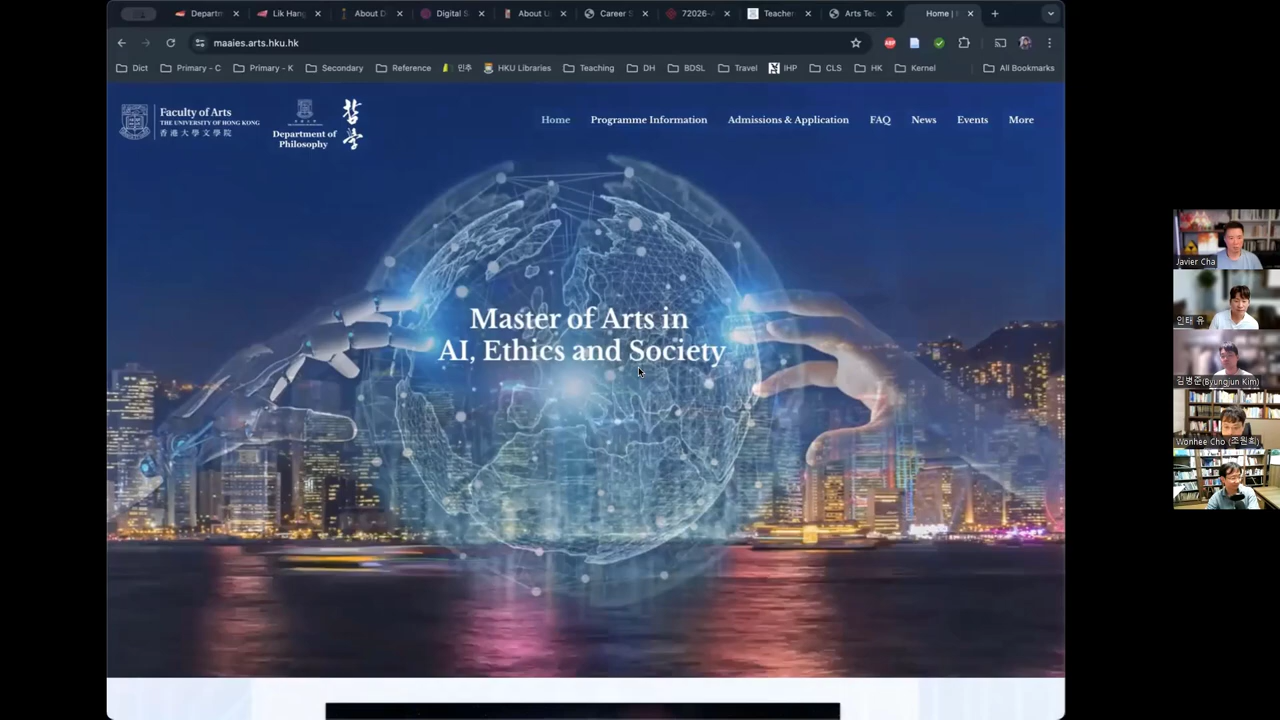 Departn
Lik Hang
About D
Digital S
About U
Career S
72026-
Teacher
Arts Tec
Home |
maaies.arts.hku.hk
ABP
Dict
Primary - C
Primary - K
Secondary
Reference
민추
HKU Libraries
Teaching
DH
BDSL
Travel
IHP
CLS
HK
Kernel
All Bookmarks
Faculty of Arts
THE UNIVERSITY OF HONG KONG
香港大學文學院
Department of
Philosophy
哲學
Home
Programme Information
Admissions & Application
FAQ
News
Events
More
Master of Arts in
AI, Ethics and Society
Javier Cha
인태 유
김병준(Byungjun Kim)
Wonhee Cho (조원희)